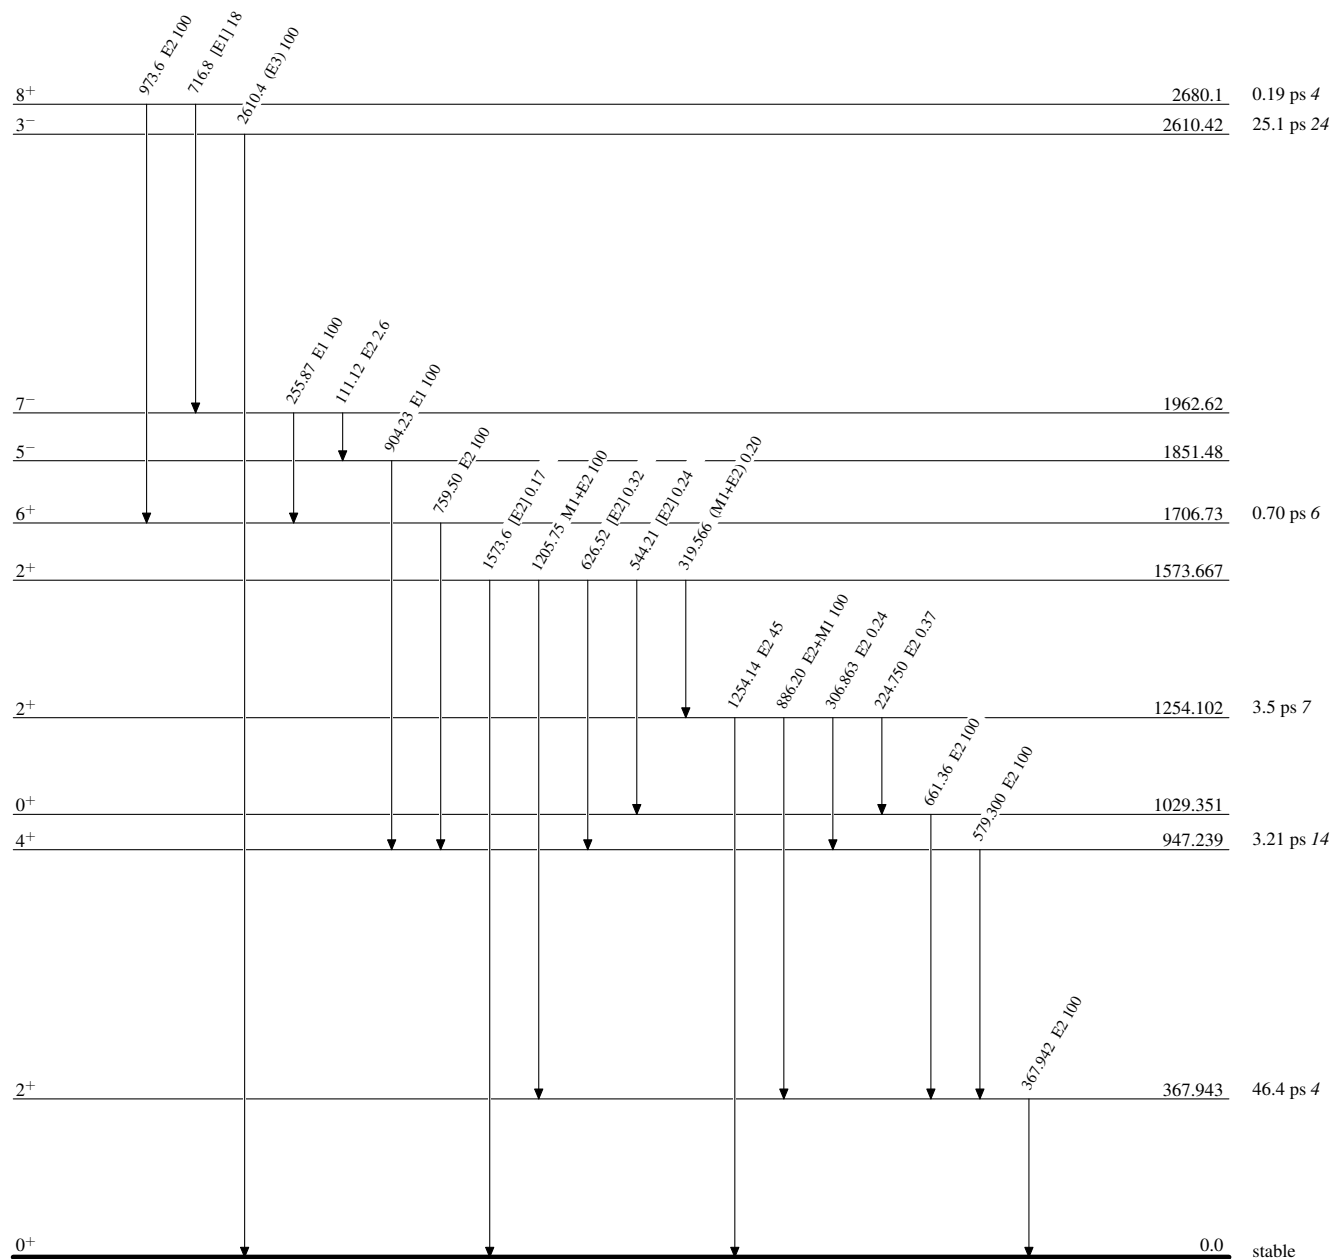 973.6 E2 100
716.8 [E1] 18
2610.4 (E3) 100
8+ 2680.1 0.19 ps 4
3− 2610.42 25.1 ps 24
255.87 E1 100
111.12 E2 2.6
7− 1962.62
904.23 E1 100
5− 1851.48
759.50 E2 100
6+ 1706.73 0.70 ps 6
1573.6 [E2] 0.17
1205.75 M1+E2 100
626.52 [E2] 0.32
544.21 [E2] 0.24
319.566 (M1+E2) 0.20
2+ 1573.667
1254.14 E2 45
886.20 E2+M1 100
306.863 E2 0.24
224.750 E2 0.37
2+ 1254.102 3.5 ps 7
661.36 E2 100
0+ 1029.351
579.300 E2 100
4+ 947.239 3.21 ps 14
367.942 E2 100
2+ 367.943 46.4 ps 4
0+ 0.0 stable